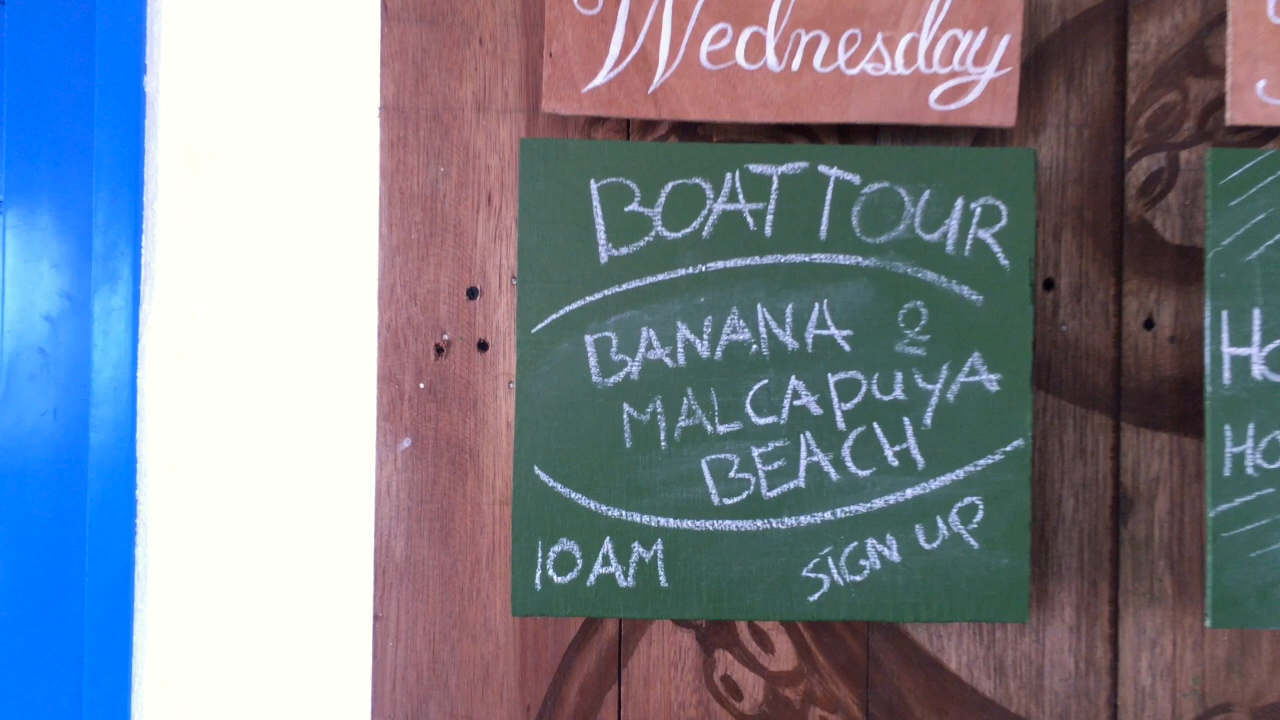 Wednesday
BOAT TOUR
BANANA &
MALCAPUYA
BEACH
10AM
SIGN UP
HO
HO